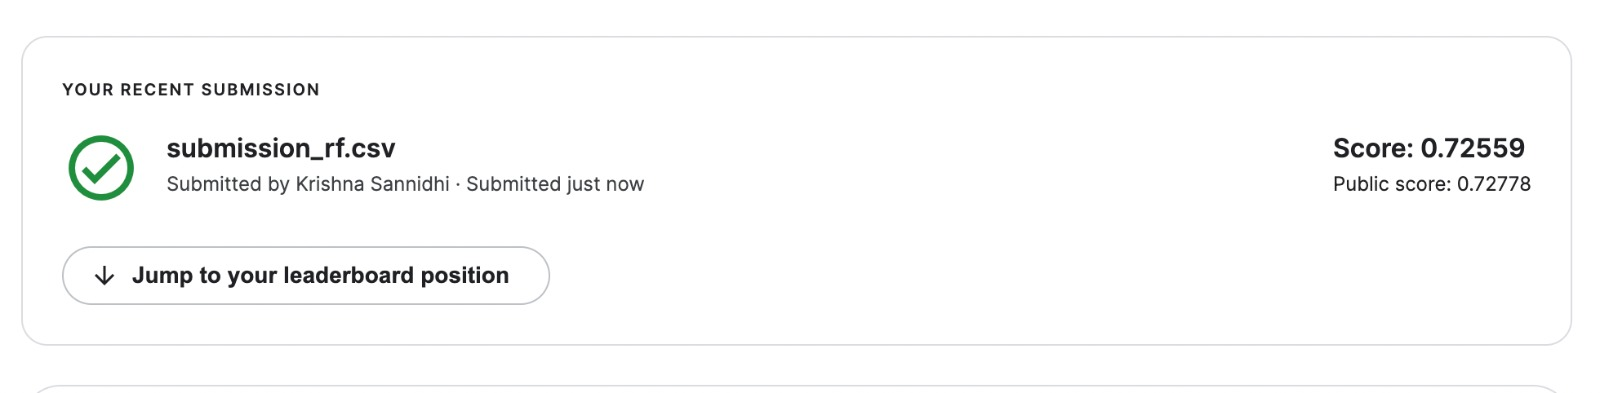 YOUR RECENT SUBMISSION
submission_rf.csv
Submitted by Krishna Sannidhi · Submitted just now
Score: 0.72559
Public score: 0.72778
Jump to your leaderboard position